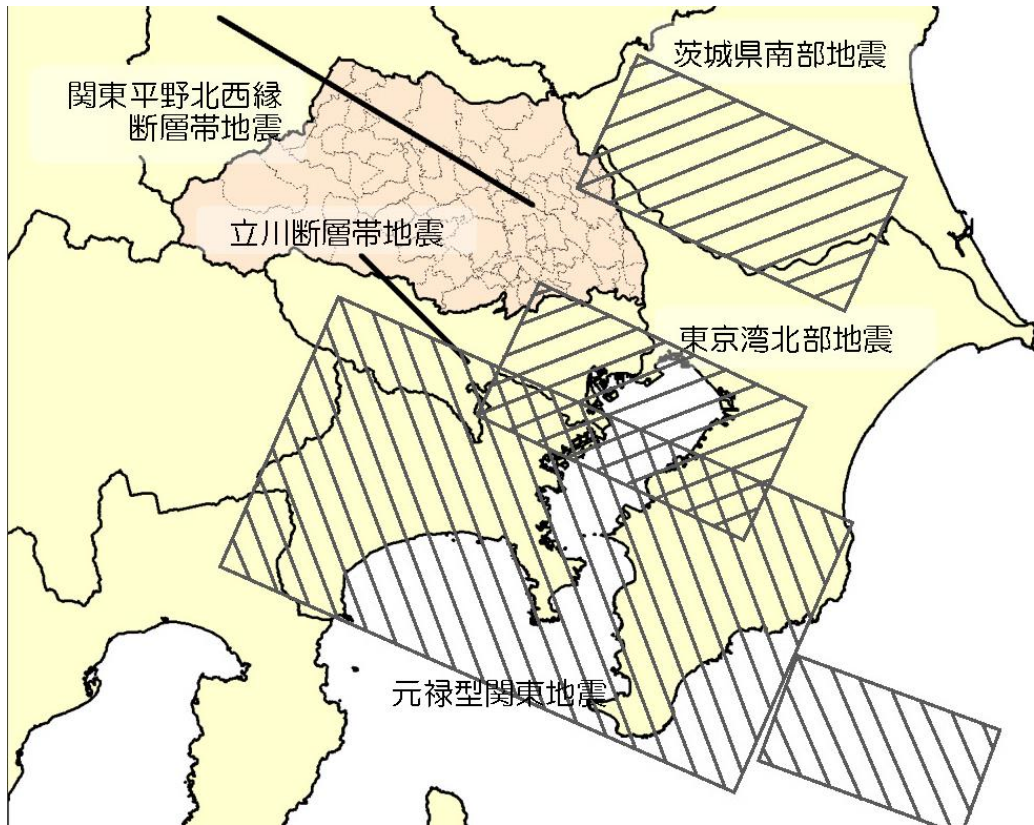 茨城県南部地震
関東平野北西縁
断層帯地震
立川断層帯地震
東京湾北部地震
元禄型関東地震